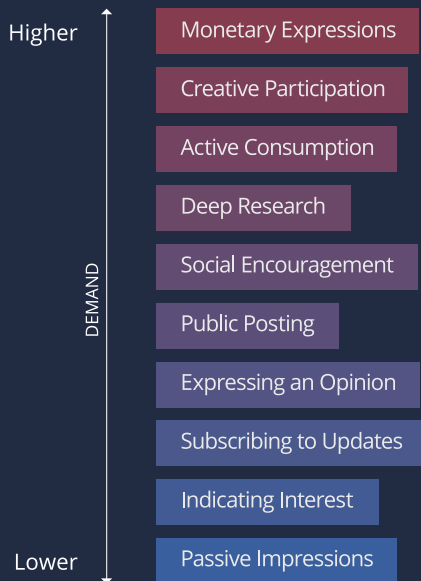 Higher
Monetary Expressions
Creative Participation
Active Consumption
Deep Research
Social Encouragement
DEMAND
Public Posting
Expressing an Opinion
Subscribing to Updates
Indicating Interest
Lower
Passive Impressions